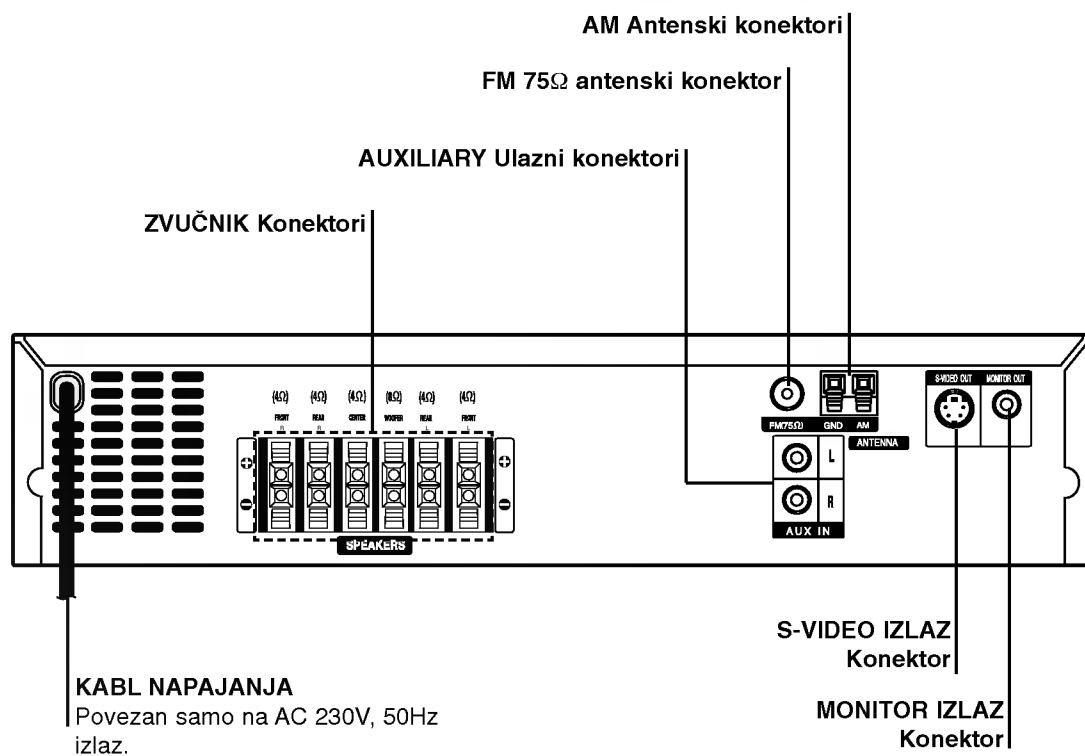 AM Antenski konektori
FM 75Ω antenski konektor
AUXILIARY Ulazni konektori
ZVUČNIK Konektori
(4Ω) (4Ω) (4Ω) (8Ω) (4Ω) (4Ω)
FRONT REAR CENTER WOOFER REAR FRONT
R R L L
SPEAKERS
FM(75Ω) GND AM
ANTENNA
L
R
AUX IN
S-VIDEO OUT MONITOR OUT
S-VIDEO IZLAZ
Konektor
MONITOR IZLAZ
Konektor
KABL NAPAJANJA
Povezan samo na AC 230V, 50Hz
izlaz.